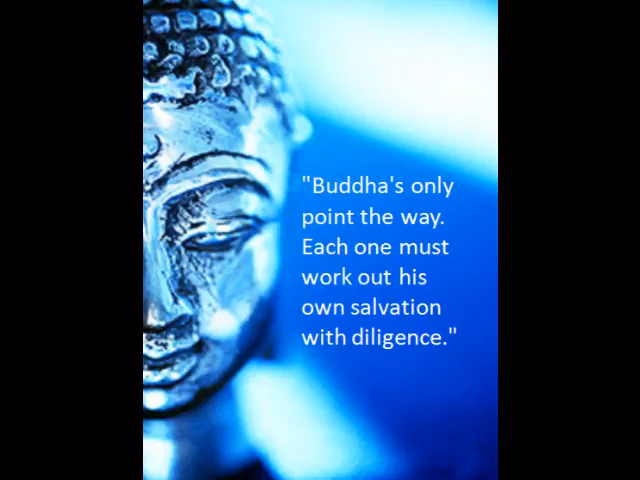 "Buddha's only
point the way.
Each one must
work out his
own salvation
with diligence."